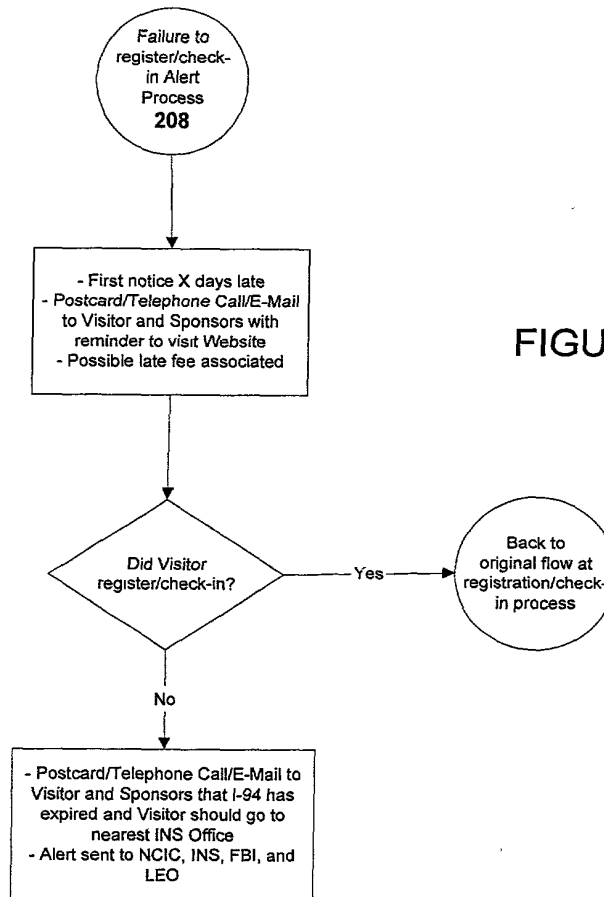 Failure to
register/check-
in Alert
Process
208
- First notice X days late
- Postcard/Telephone Call/E-Mail
to Visitor and Sponsors with
reminder to visit Website
- Possible late fee associated
FIGU
Did Visitor
register/check-in?
Yes
Back to
original flow at
registration/check-
in process
No
- Postcard/Telephone Call/E-Mail to
Visitor and Sponsors that I-94 has
expired and Visitor should go to
nearest INS Office
- Alert sent to NCIC, INS, FBI, and
LEO